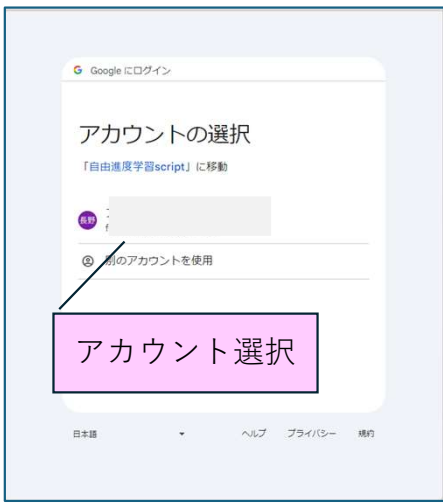 Google にログイン
アカウントの選択
「自由進度学習script」に移動
長野
別のアカウントを使用
アカウント選択
日本語
ヘルプ プライバシー 規約